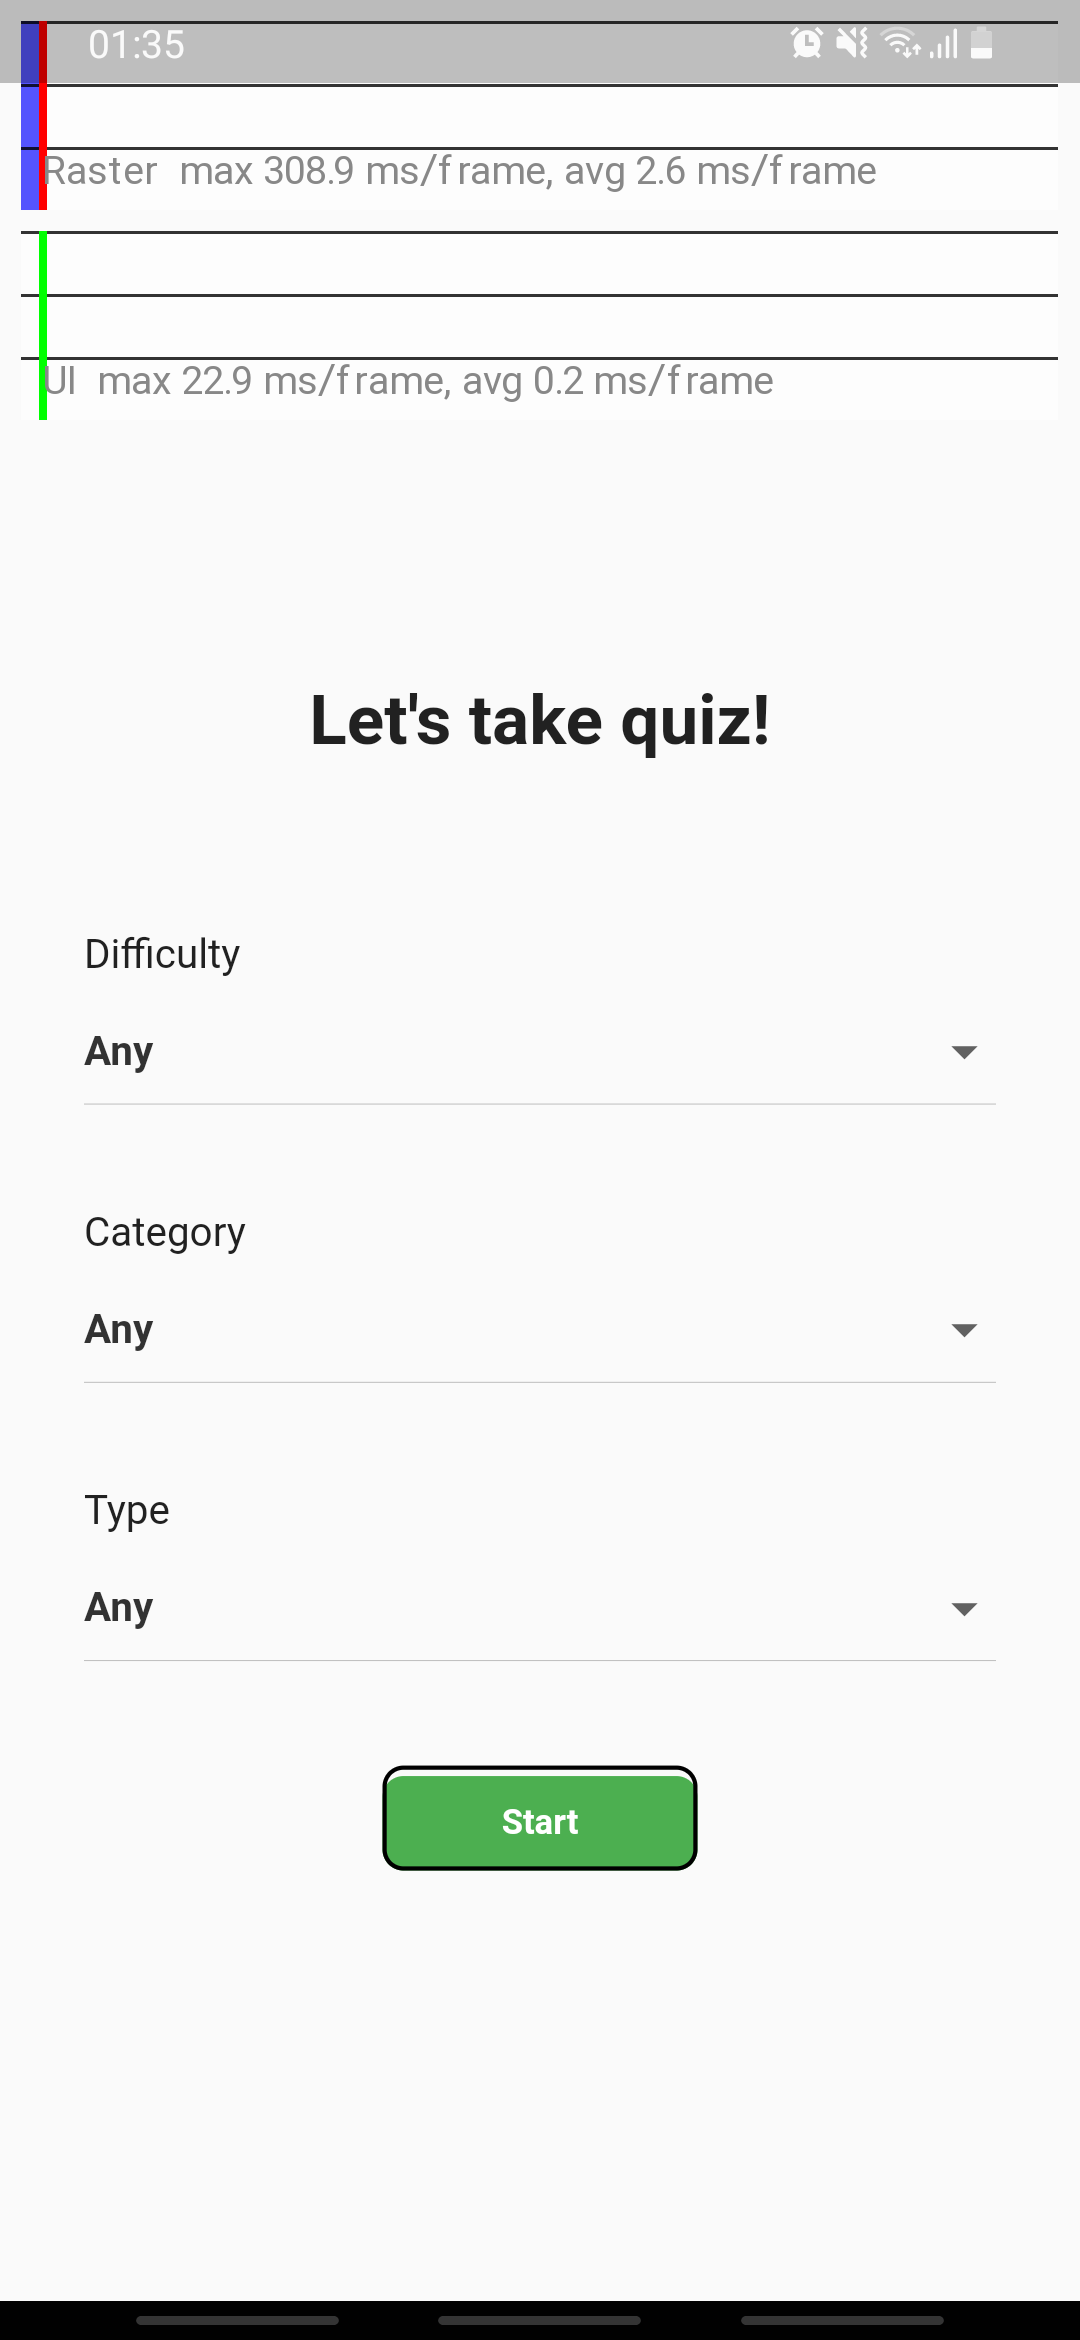 01:35
Raster max 308.9 ms/frame, avg 2.6 ms/frame
UI max 22.9 ms/frame, avg 0.2 ms/frame
Let's take quiz!
Difficulty
Any
Category
Any
Type
Any
Start